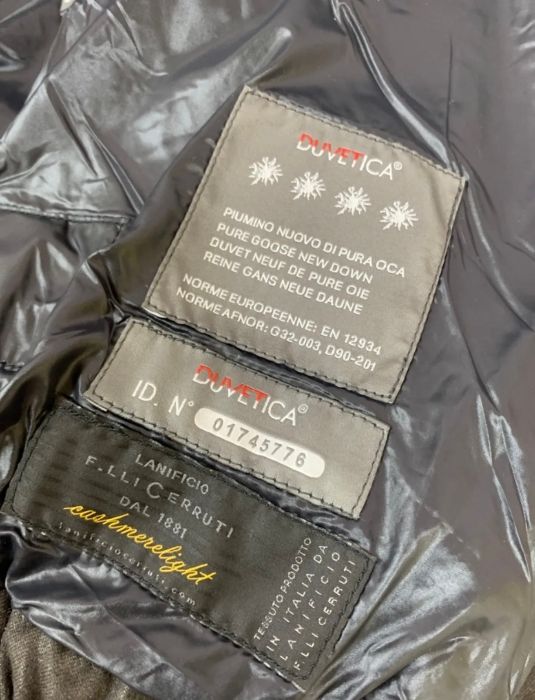 DUVETICA®
PIUMINO NUOVO DI PURA OCA
PURE GOOSE NEW DOWN
DUVET NEUF DE PURE OIE
REINE GANS NEUE DAUNE
NORME EUROPEENNE: EN 12934
NORME AFNOR: G32-003, D90-201
DUVETICA®
ID. N° 01745776
LANIFICIO
F.LLI CERRUTI
DAL 1881
cashmerelight
lanificiocerruti.com
TESSUTO PRODOTTO
IN ITALIA DA
LANIFICIO
F.LLI CERRUTI